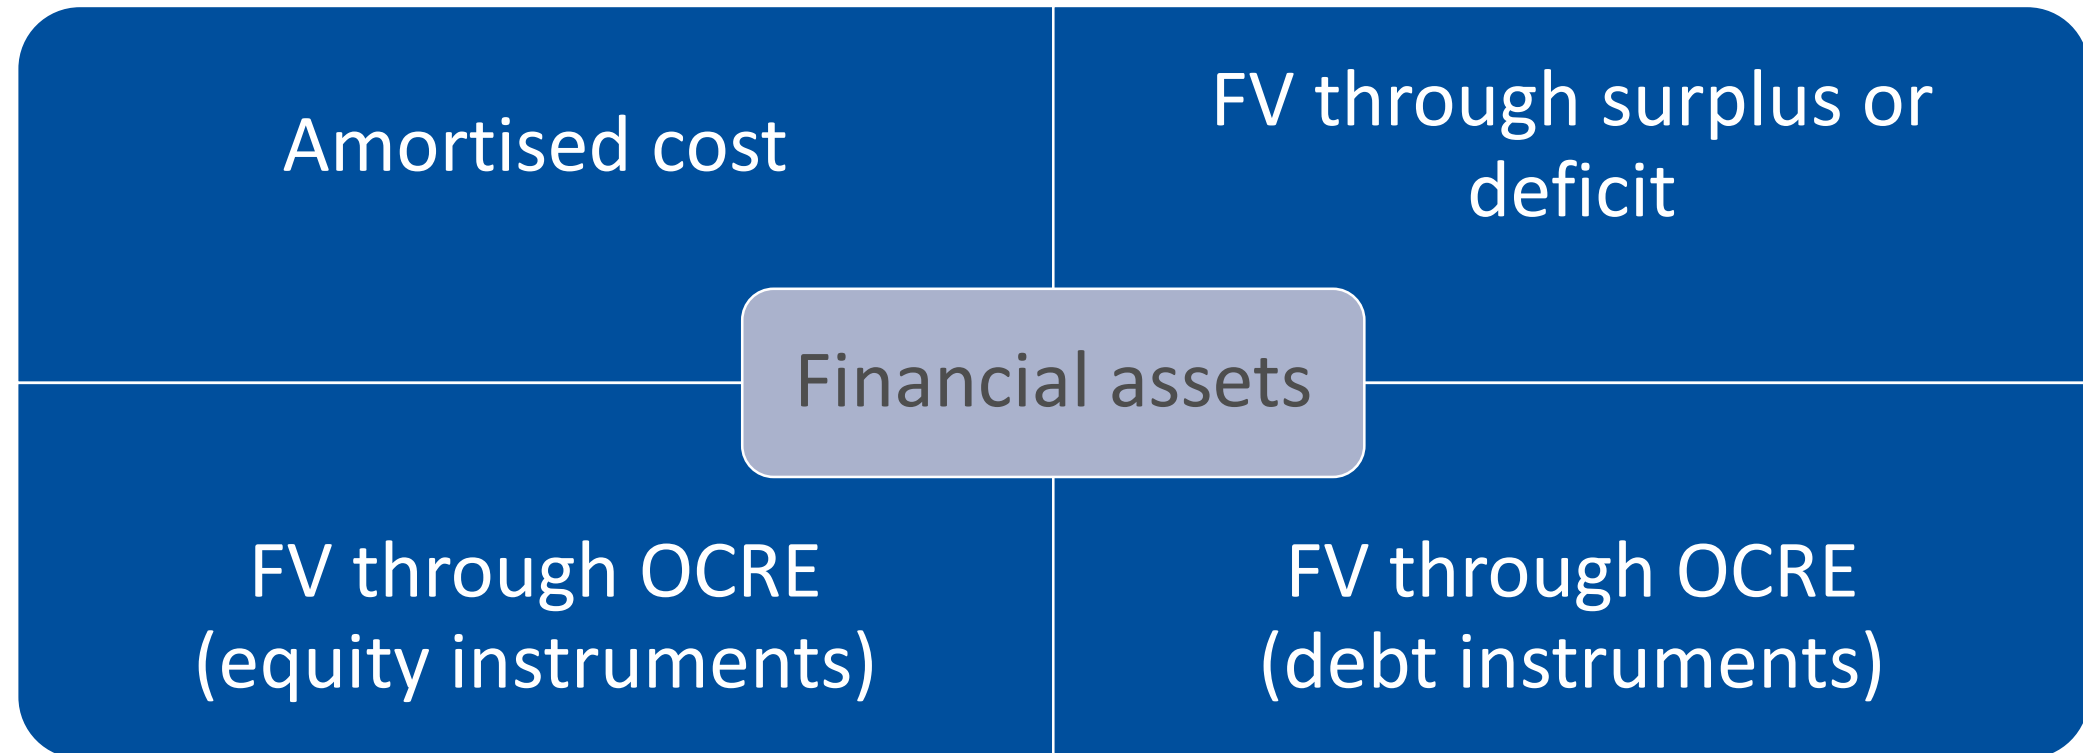 Amortised cost
FV through surplus or
deficit
Financial assets
FV through OCRE
(equity instruments)
FV through OCRE
(debt instruments)